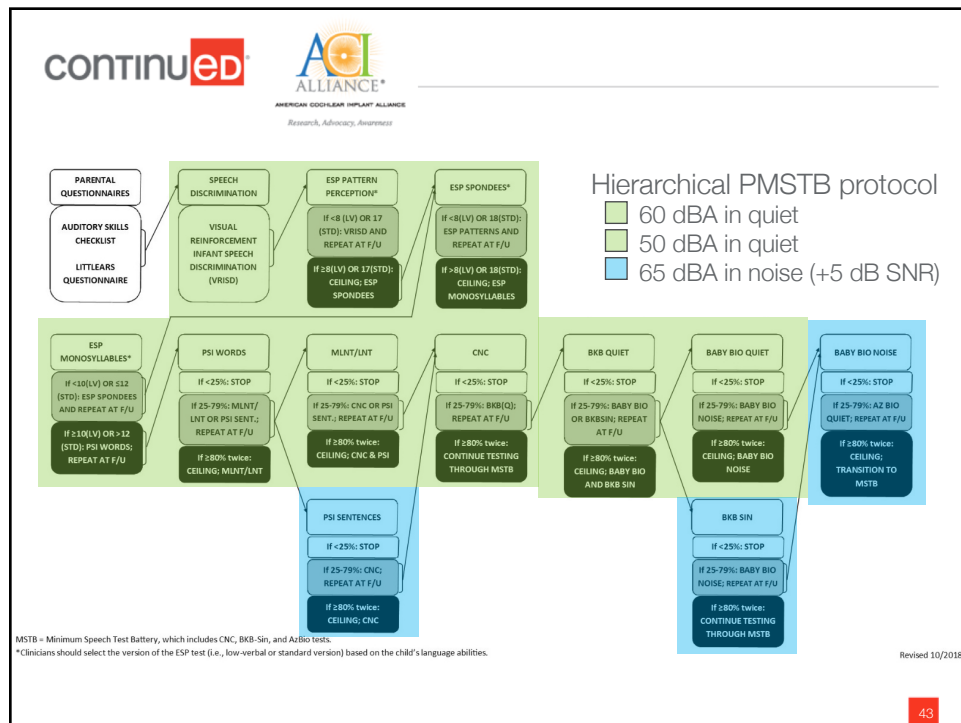 continued
ACI
ALLIANCE*
AMERICAN COCHLEAR IMPLANT ALLIANCE
Research, Advocacy, Awareness
Hierarchical PMSTB protocol
60 dBA in quiet
50 dBA in quiet
65 dBA in noise (+5 dB SNR)
PARENTAL
QUESTIONNAIRES
AUDITORY SKILLS
CHECKLIST
LITTLEARS
QUESTIONNAIRE
SPEECH
DISCRIMINATION
VISUAL
REINFORCEMENT
INFANT SPEECH
DISCRIMINATION
(VRISD)
ESP PATTERN
PERCEPTION*
If <8 (LV) OR 17
(STD): VRISD AND
REPEAT AT F/U
If ≥8(LV) OR 17(STD):
CEILING; ESP
SPONDEES
ESP SPONDEES*
If <8(LV) OR 18(STD):
ESP PATTERNS AND
REPEAT AT F/U
If >8(LV) OR 18(STD):
CEILING; ESP
MONOSYLLABLES
ESP
MONOSYLLABLES*
If <10(LV) OR ≤12
(STD): ESP SPONDEES
AND REPEAT AT F/U
If ≥10(LV) OR >12
(STD): PSI WORDS;
REPEAT AT F/U
PSI WORDS
If <25%: STOP
If 25-79%: MLNT/
LNT OR PSI SENT.;
REPEAT AT F/U
If ≥80% twice:
CEILING; MLNT/LNT
MLNT/LNT
If <25%: STOP
If 25-79%: CNC OR PSI
SENT.; REPEAT AT F/U
If ≥80% twice:
CEILING; CNC & PSI
CNC
If <25%: STOP
If 25-79%: BKB(Q);
REPEAT AT F/U
If ≥80% twice:
CONTINUE TESTING
THROUGH MSTB
BKB QUIET
If <25%: STOP
If 25-79%: BABY BIO
OR BKBSIN; REPEAT
AT F/U
If ≥80% twice:
CEILING; BABY BIO
AND BKB SIN
BABY BIO QUIET
If <25%: STOP
If 25-79%: BABY BIO
NOISE; REPEAT AT F/U
If ≥80% twice:
CEILING; BABY BIO
NOISE
BABY BIO NOISE
If <25%: STOP
If 25-79%: AZ BIO
QUIET; REPEAT AT F/U
If ≥80% twice:
CEILING;
TRANSITION TO
MSTB
PSI SENTENCES
If <25%: STOP
If 25-79%: CNC;
REPEAT AT F/U
If ≥80% twice:
CEILING; CNC
BKB SIN
If <25%: STOP
If 25-79%: BABY BIO
NOISE; REPEAT AT F/U
If ≥80% twice:
CONTINUE TESTING
THROUGH MSTB
MSTB = Minimum Speech Test Battery, which includes CNC, BKB-Sin, and AzBio tests.
*Clinicians should select the version of the ESP test (i.e., low-verbal or standard version) based on the child's language abilities.
Revised 10/2018
43